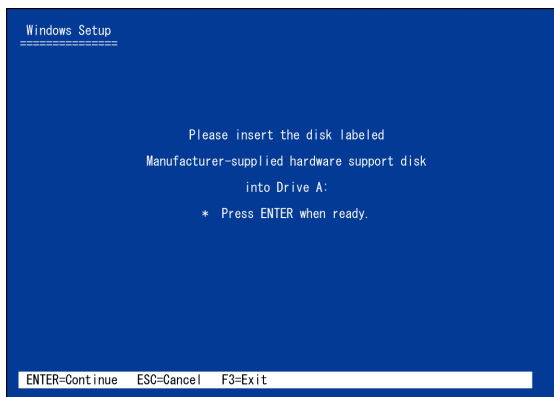 Windows Setup
===============
Please insert the disk labeled
Manufacturer-supplied hardware support disk
into Drive A:
* Press ENTER when ready.
ENTER=Continue ESC=Cancel F3=Exit